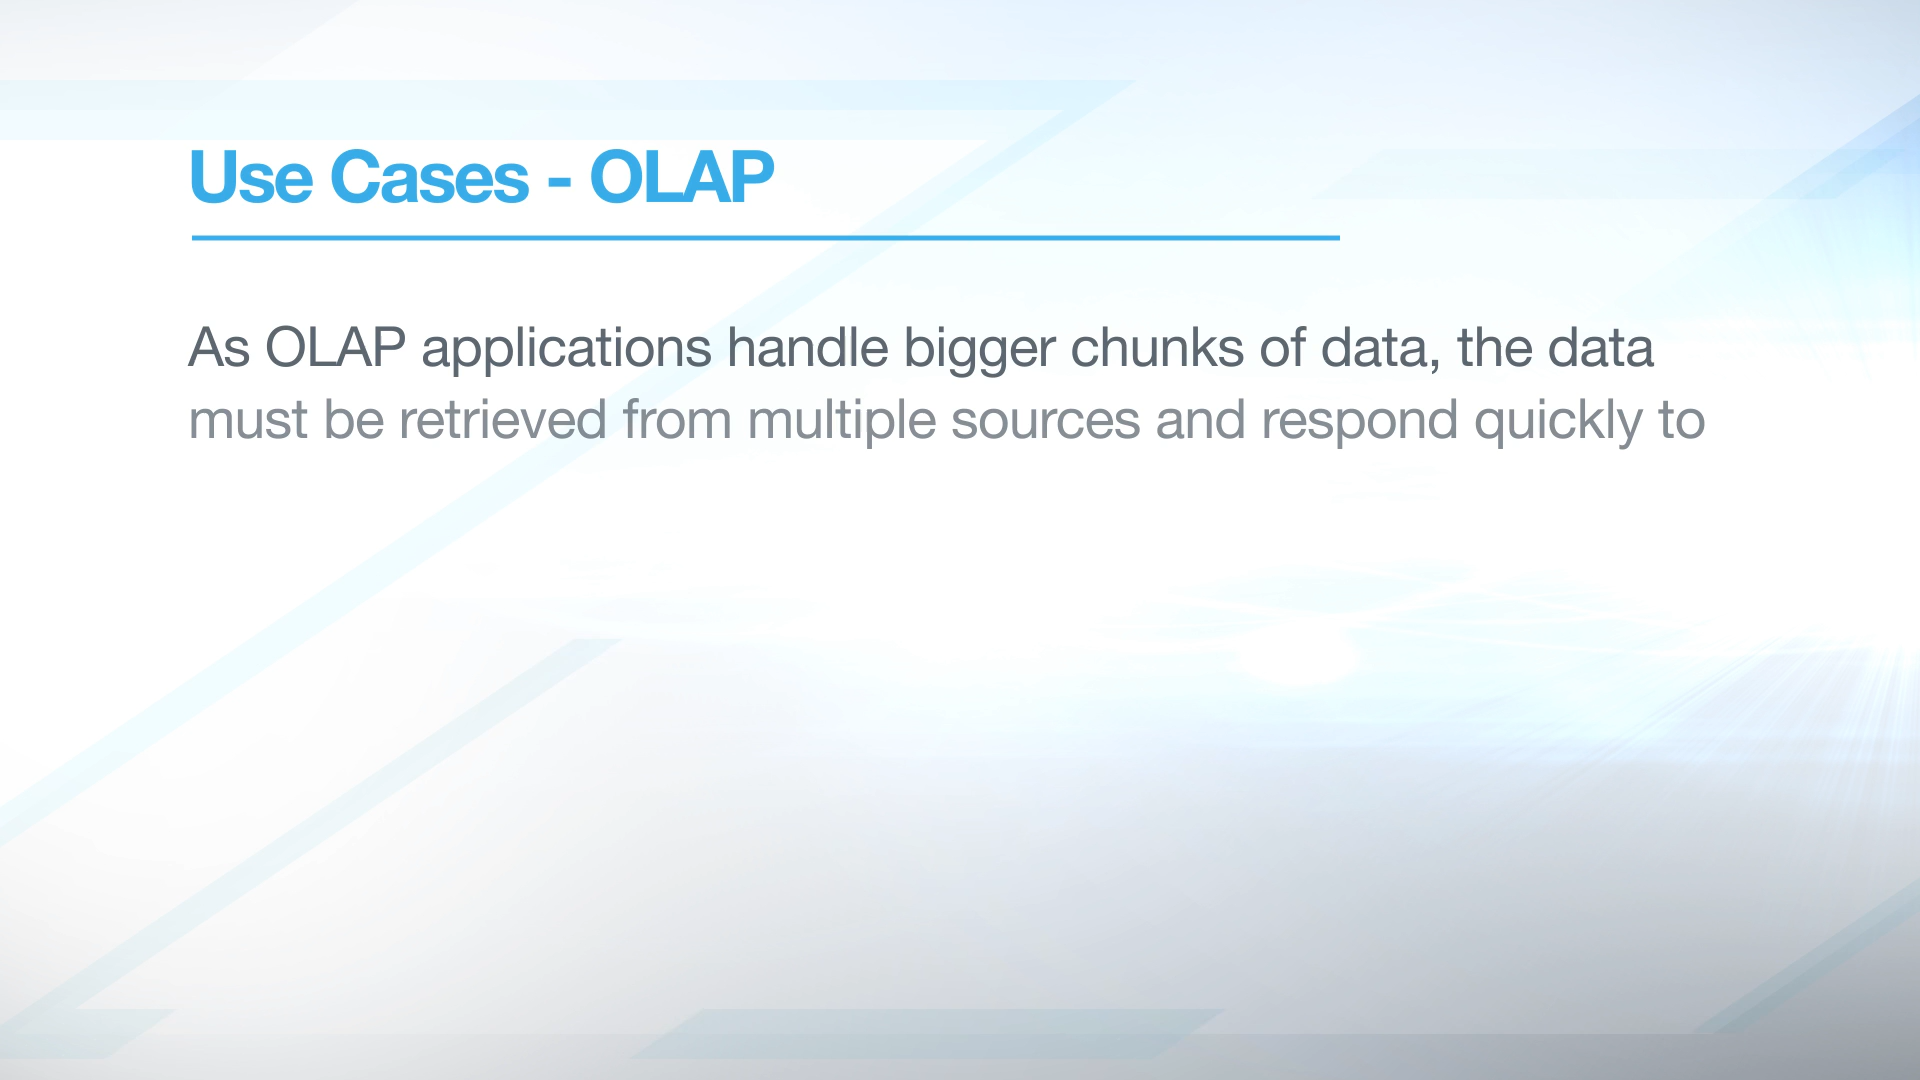 Use Cases - OLAP
As OLAP applications handle bigger chunks of data, the data
must be retrieved from multiple sources and respond quickly to